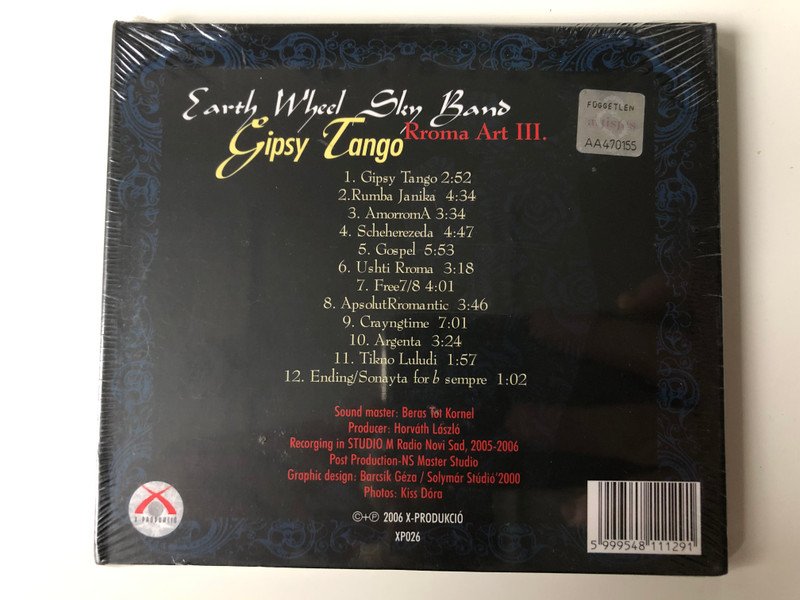 Earth Wheel Sky Band
Gipsy Tango
Rroma Art III.
FÜGGETLEN
AA470155
1. Gipsy Tango 2:52
2.Rumba Janika 4:34
3. AmorromA 3:34
4. Scheherezeda 4:47
5. Gospel 5:53
6. Ushti Rroma 3:18
7. Free7/8 4:01
8. ApsolutRromantic 3:46
9. Crayngtime 7:01
10. Argenta 3:24
11. Tikno Luludi 1:57
12. Ending/Sonayta for b sempre 1:02
Sound master: Beras Tot Kornel
Producer: Horváth László
Recorging in STUDIO M Radio Novi Sad, 2005-2006
Post Production-NS Master Studio
Graphic design: Barcsik Géza / Solymár Stúdió'2000
Photos: Kiss Dóra
X PRODUKCIÓ
©+℗ 2006 X-PRODUKCIÓ
XP026
5 999548 111291